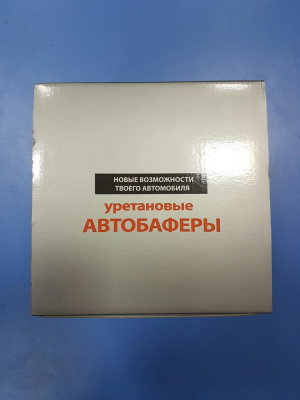 НОВЫЕ ВОЗМОЖНОСТИ
ТВОЕГО АВТОМОБИЛЯ
уретановые
АВТОБАФЕРЫ